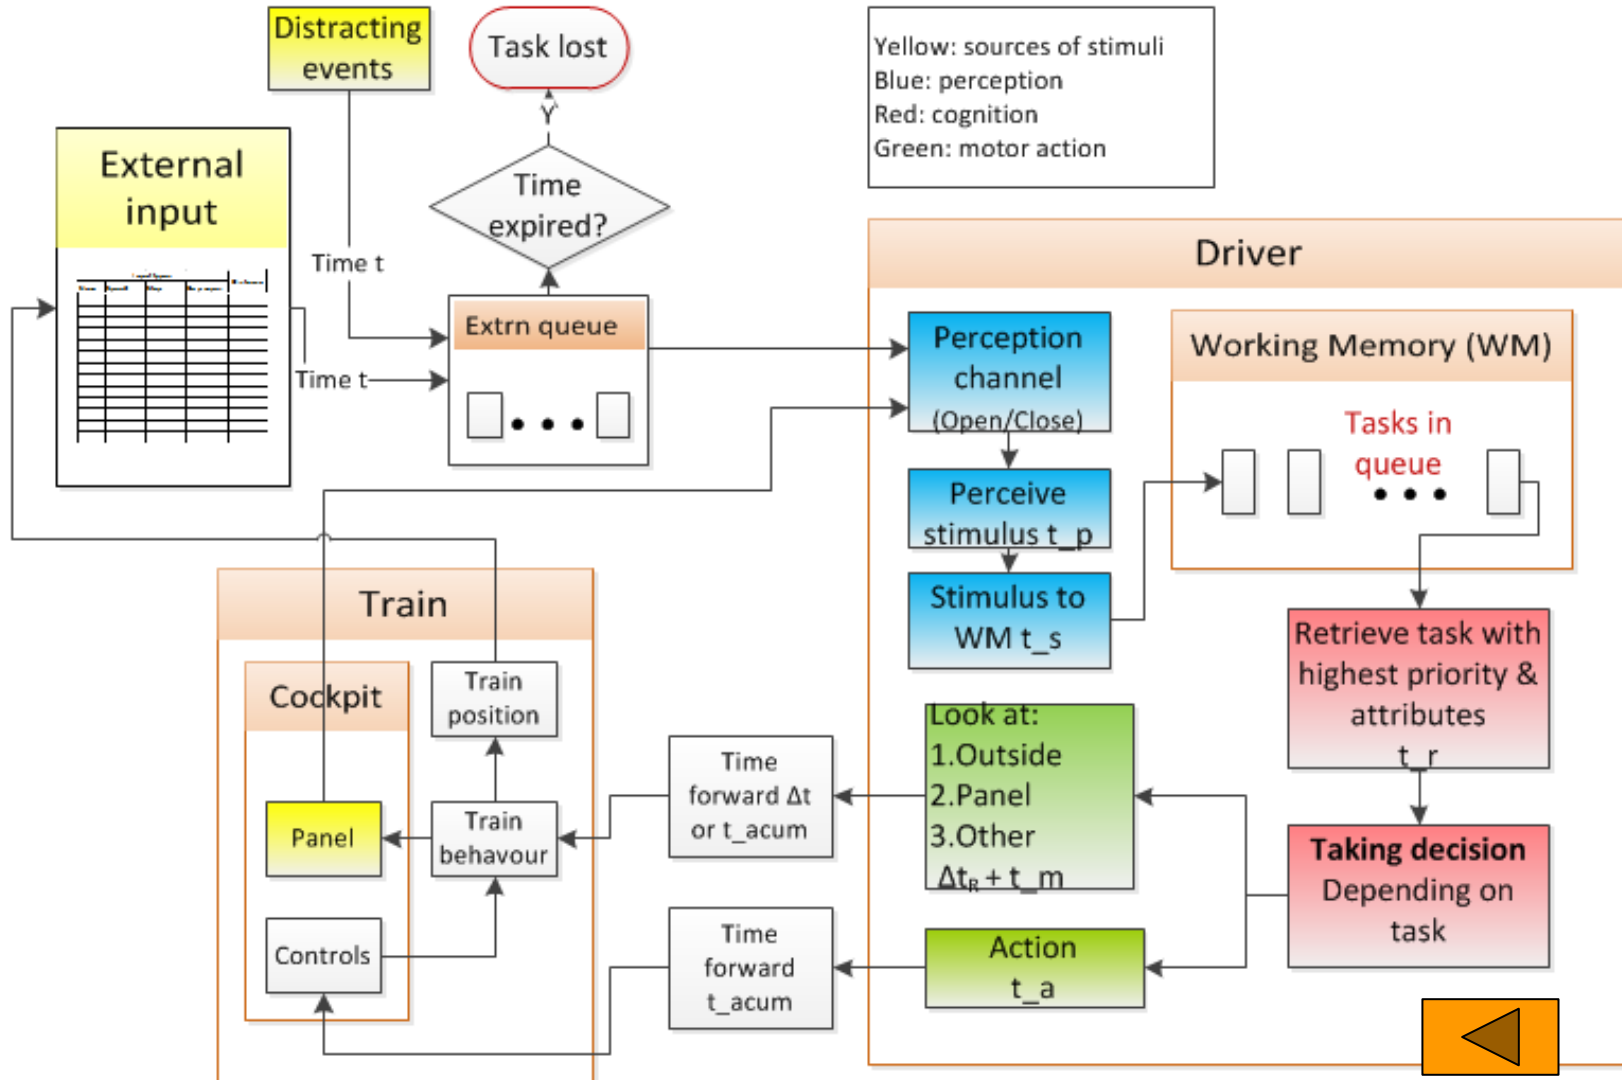 Distracting
events
Task lost
Y
Time
expired?
Yellow: sources of stimuli
Blue: perception
Red: cognition
Green: motor action
External
input
Time t
Time t
Extrn queue
Driver
Perception
channel
(Open/Close)
Perceive
stimulus t_p
Stimulus to
WM t_s
Working Memory (WM)
Tasks in
queue
Retrieve task with
highest priority &
attributes
t_r
Taking decision
Depending on
task
Look at:
1.Outside
2.Panel
3.Other
Δtᵣ + t_m
Action
t_a
Time
forward Δt
or t_acum
Time
forward
t_acum
Train
Cockpit
Train
position
Panel
Train
behavour
Controls